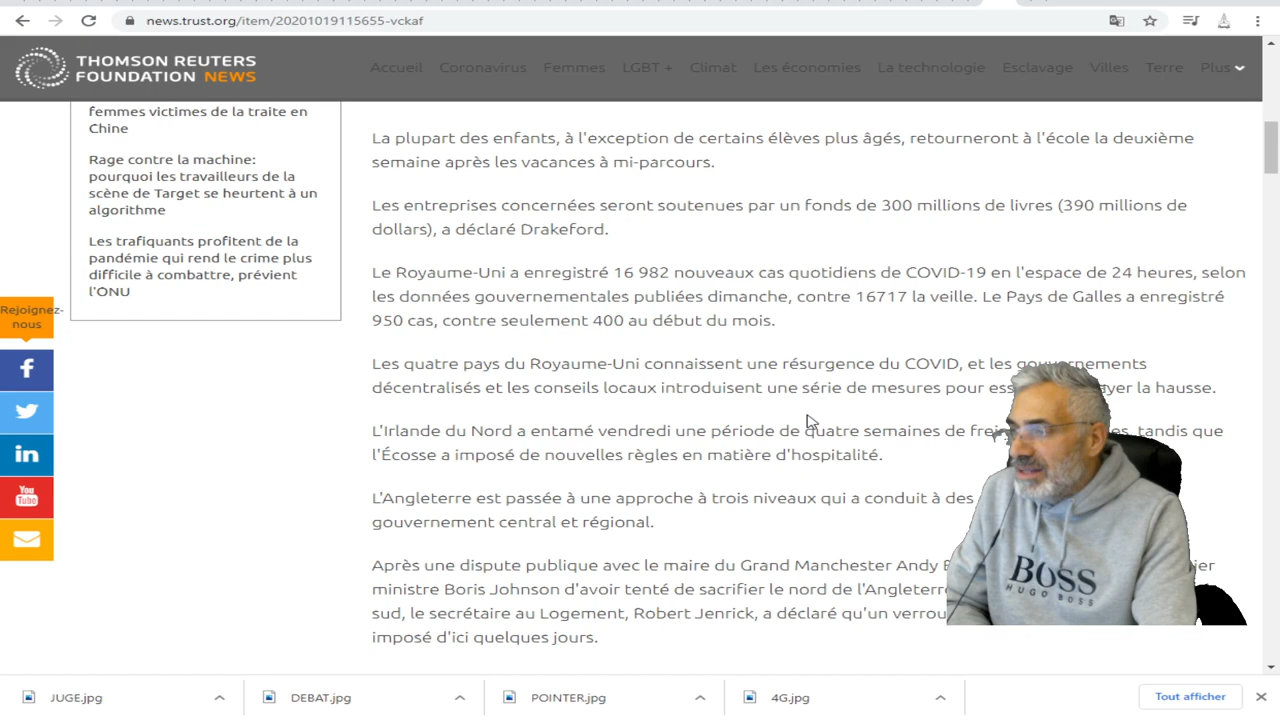 news.trust.org/item/20201019115655-vckaf
THOMSON REUTERS
FOUNDATION NEWS
Accueil Coronavirus Femmes LGBT + Climat Les économies La technologie Esclavage Villes Terre Plus
femmes victimes de la traite en
Chine
Rage contre la machine:
pourquoi les travailleurs de la
scène de Target se heurtent à un
algorithme
Les trafiquants profitent de la
pandémie qui rend le crime plus
difficile à combattre, prévient
l'ONU
Rejoignez-
nous
La plupart des enfants, à l'exception de certains élèves plus âgés, retourneront à l'école la deuxième
semaine après les vacances à mi-parcours.
Les entreprises concernées seront soutenues par un fonds de 300 millions de livres (390 millions de
dollars), a déclaré Drakeford.
Le Royaume-Uni a enregistré 16 982 nouveaux cas quotidiens de COVID-19 en l'espace de 24 heures, selon
les données gouvernementales publiées dimanche, contre 16717 la veille. Le Pays de Galles a enregistré
950 cas, contre seulement 400 au début du mois.
Les quatre pays du Royaume-Uni connaissent une résurgence du COVID, et les gouvernements
décentralisés et les conseils locaux introduisent une série de mesures pour la hausse.
L'Irlande du Nord a entamé vendredi une période de quatre semaines de tandis que
l'Écosse a imposé de nouvelles règles en matière d'hospitalité.
L'Angleterre est passée à une approche à trois niveaux qui a conduit à des
gouvernement central et régional.
Après une dispute publique avec le maire du Grand Manchester Andy
ministre Boris Johnson d'avoir tenté de sacrifier le nord de
sud, le secrétaire au Logement, Robert Jenrick, a déclaré qu'un
imposé d'ici quelques jours.
BOSS
HUGO BOSS
You
Tube
JUGE.jpg
DEBAT.jpg
POINTER.jpg
4G.jpg
Tout afficher